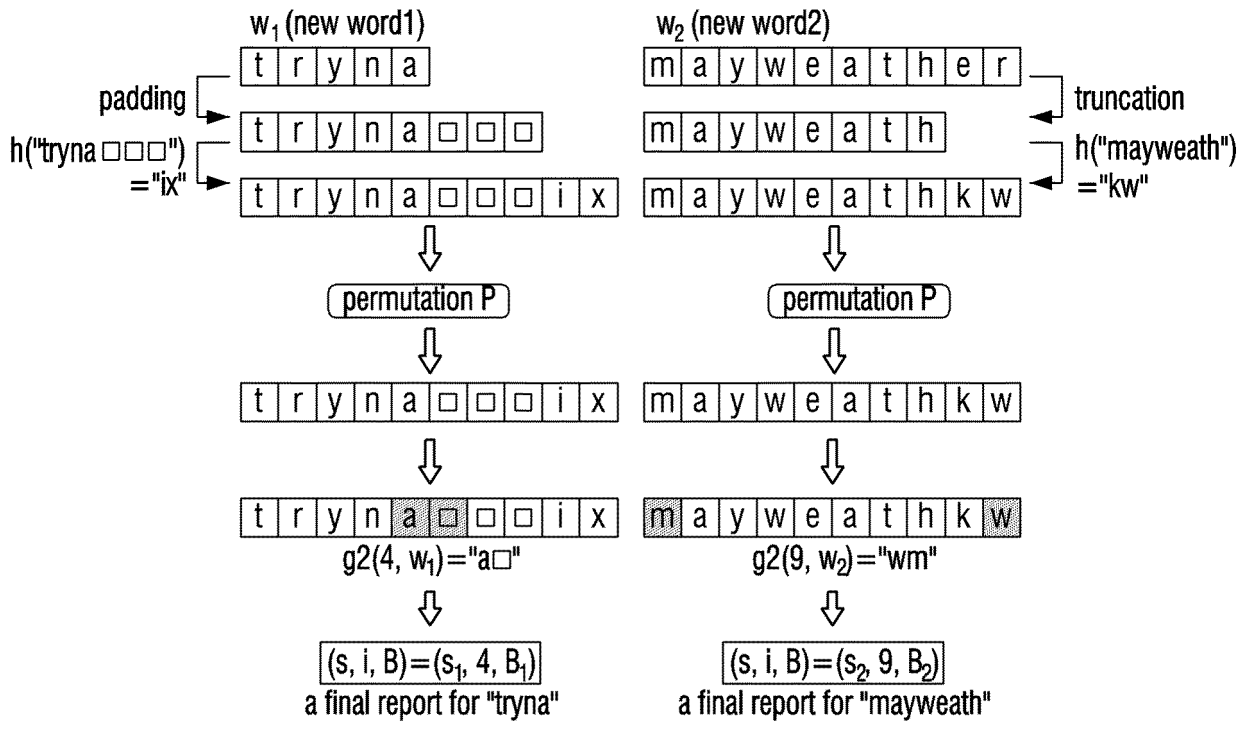 w₁ (new word1)
t r y n a
padding
t r y n a □ □ □
h("tryna □ □ □")
="ix"
t r y n a □ □ □ i x
permutation P
t r y n a □ □ □ i x
t r y n a □ □ □ i x
g2(4, w₁)="a□"
(s, i, B)=(s₁, 4, B₁)
a final report for "tryna"
w₂ (new word2)
m a y w e a t h e r
truncation
m a y w e a t h
h("mayweath")
="kw"
m a y w e a t h k w
permutation P
m a y w e a t h k w
m a y w e a t h k w
g2(9, w₂)="wm"
(s, i, B)=(s₂, 9, B₂)
a final report for "mayweath"